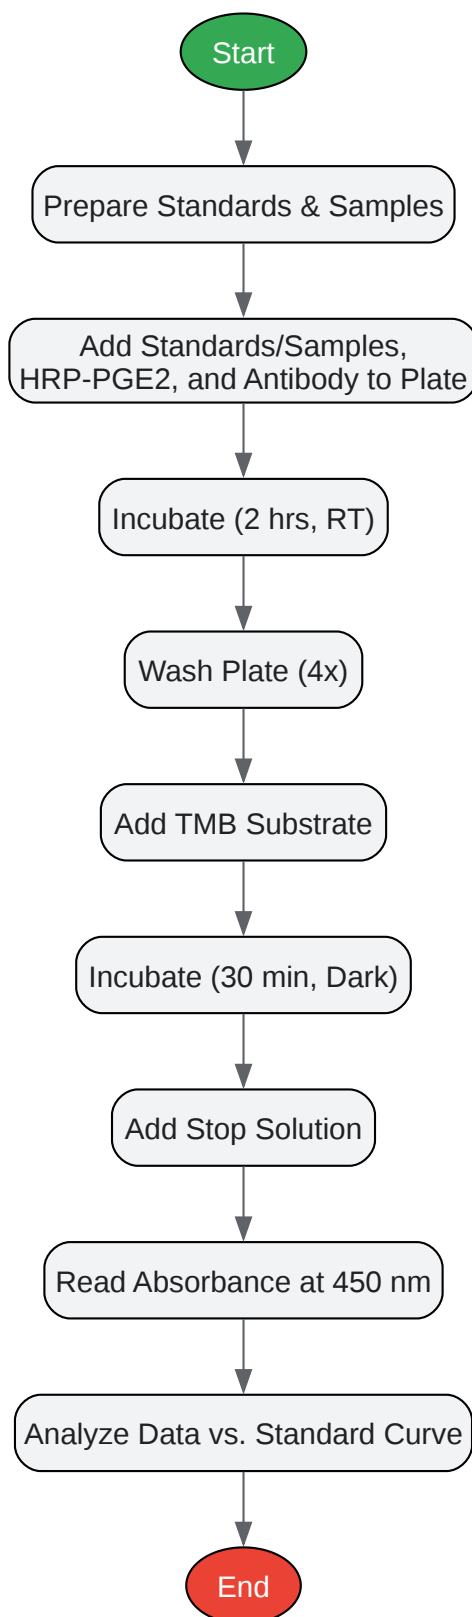 Start
Prepare Standards & Samples
Add Standards/Samples,
HRP-PGE2, and Antibody to Plate
Incubate (2 hrs, RT)
Wash Plate (4x)
Add TMB Substrate
Incubate (30 min, Dark)
Add Stop Solution
Read Absorbance at 450 nm
Analyze Data vs. Standard Curve
End